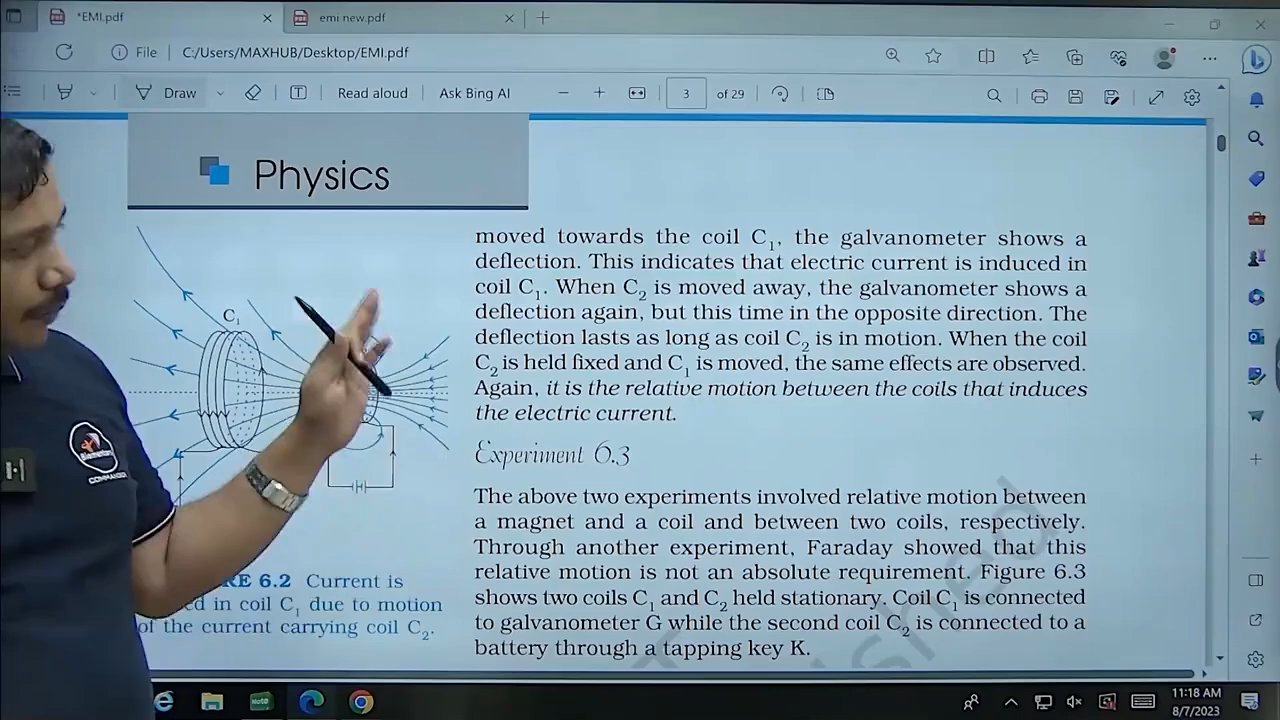 *EMI.pdf
emi new.pdf
File
C:/Users/MAXHUB/Desktop/EMI.pdf
Draw
Read aloud
Ask Bing AI
3
of 29
Physics
moved towards the coil C₁, the galvanometer shows a
deflection. This indicates that electric current is induced in
coil C₁. When C₂ is moved away, the galvanometer shows a
deflection again, but this time in the opposite direction. The
deflection lasts as long as coil C₂ is in motion. When the coil
C₂ is held fixed and C₁ is moved, the same effects are observed.
Again, it is the relative motion between the coils that induces
the electric current.
Experiment 6.3
The above two experiments involved relative motion between
a magnet and a coil and between two coils, respectively.
Through another experiment, Faraday showed that this
relative motion is not an absolute requirement. Figure 6.3
shows two coils C₁ and C₂ held stationary. Coil C₁ is connected
to galvanometer G while the second coil C₂ is connected to a
battery through a tapping key K.
C₁
RE 6.2 Current is
ed in coil C₁ due to motion
of the current carrying coil C₂.
11:18 AM
8/7/2023